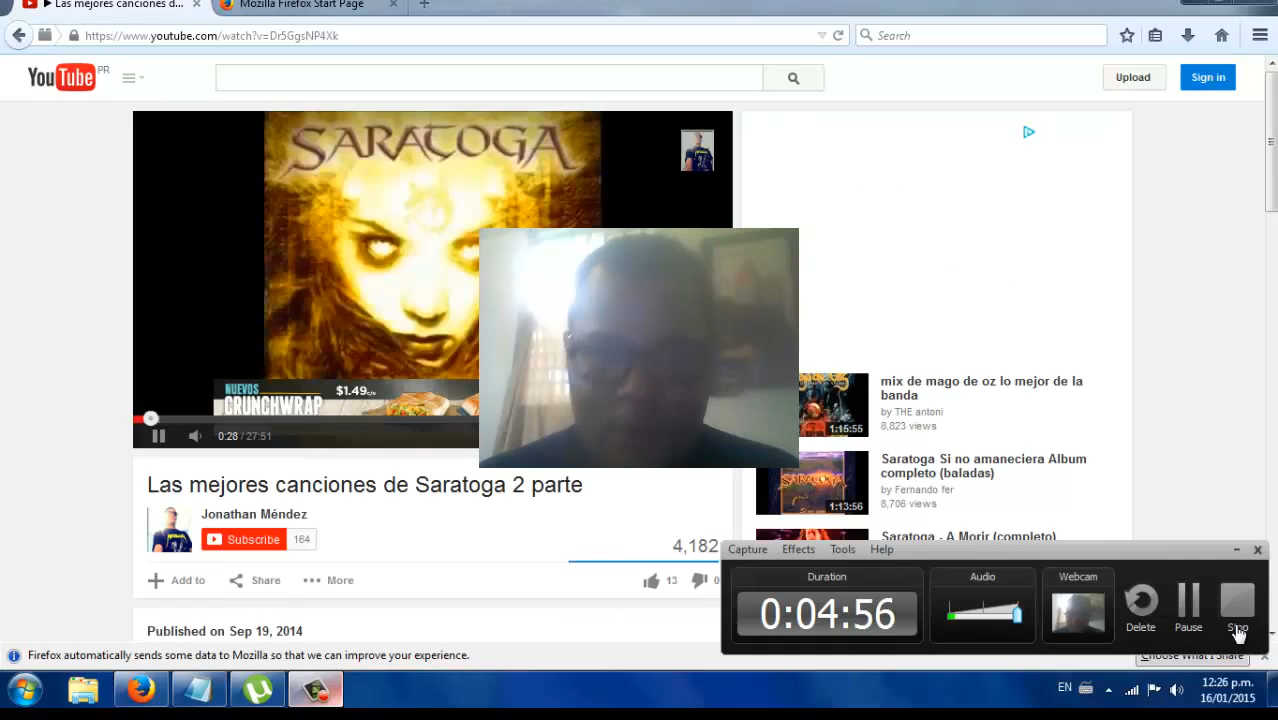 ▶ Las mejores canciones d...
Mozilla Firefox Start Page
https://www.youtube.com/watch?v=Dr5GgsNP4Xk
Search
YouTube PR
Upload
Sign in
SARATOGA
NUEVOS
CRUNCHWRAP
$1.49
0:28 / 27:51
mix de mago de oz lo mejor de la
banda
by THE antoni
8,823 views
1:15:55
Saratoga Si no amaneciera Album
completo (baladas)
by Fernando fer
8,706 views
1:13:56
Saratoga - A Morir (completo)
Las mejores canciones de Saratoga 2 parte
Jonathan Méndez
Subscribe 164
4,182
Add to Share More 13 0
Published on Sep 19, 2014
Capture Effects Tools Help
Duration Audio Webcam
0:04:56
Delete Pause Stop
Firefox automatically sends some data to Mozilla so that we can improve your experience.
Choose What I Share
EN
12:26 p.m.
16/01/2015